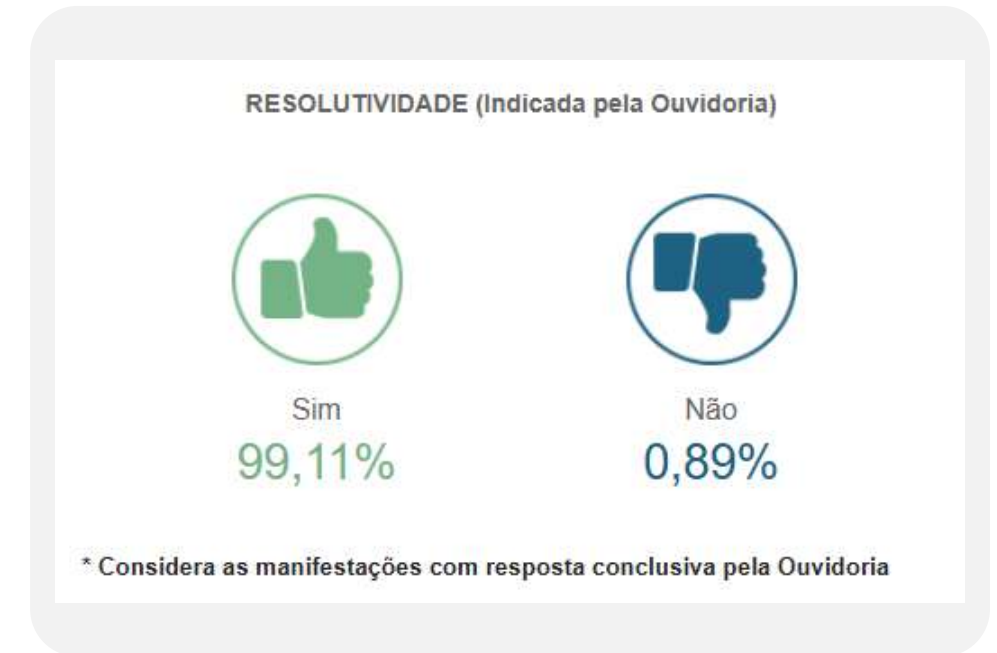 RESOLUTIVIDADE (Indicada pela Ouvidoria)
Sim
Não
99,11%
0,89%
* Considera as manifestações com resposta conclusiva pela Ouvidoria